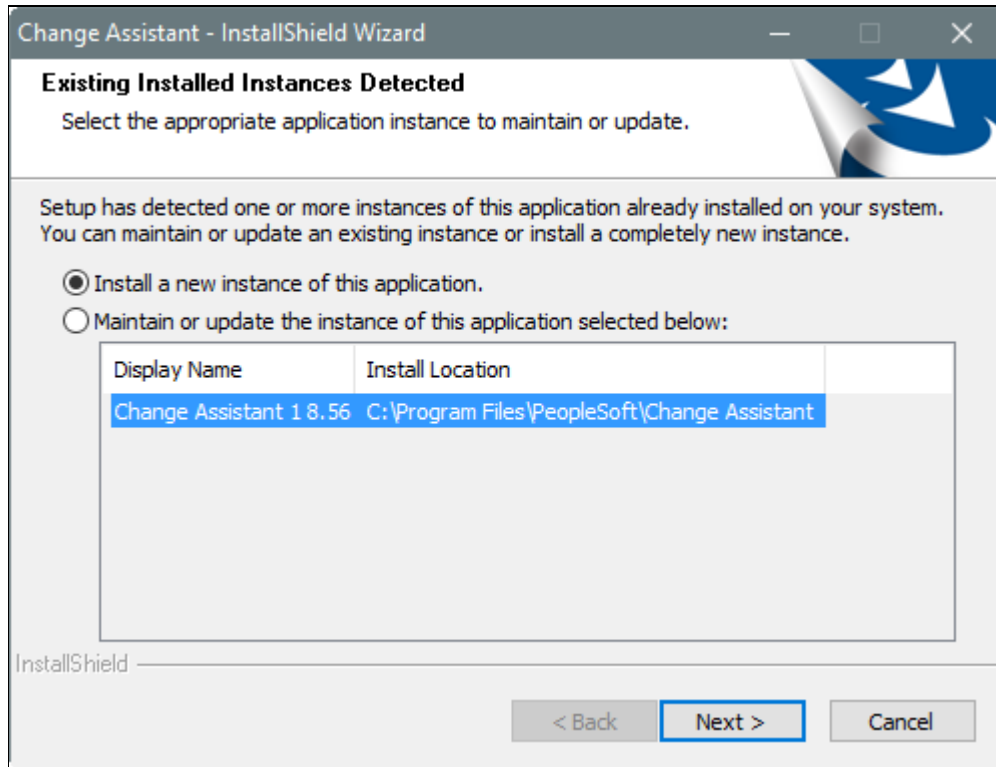 Change Assistant - InstallShield Wizard
Existing Installed Instances Detected
Select the appropriate application instance to maintain or update.
Setup has detected one or more instances of this application already installed on your system.
You can maintain or update an existing instance or install a completely new instance.
Install a new instance of this application.
Maintain or update the instance of this application selected below:
Display Name Install Location
Change Assistant 1 8.56 C:\Program Files\PeopleSoft\Change Assistant
InstallShield
< Back Next > Cancel